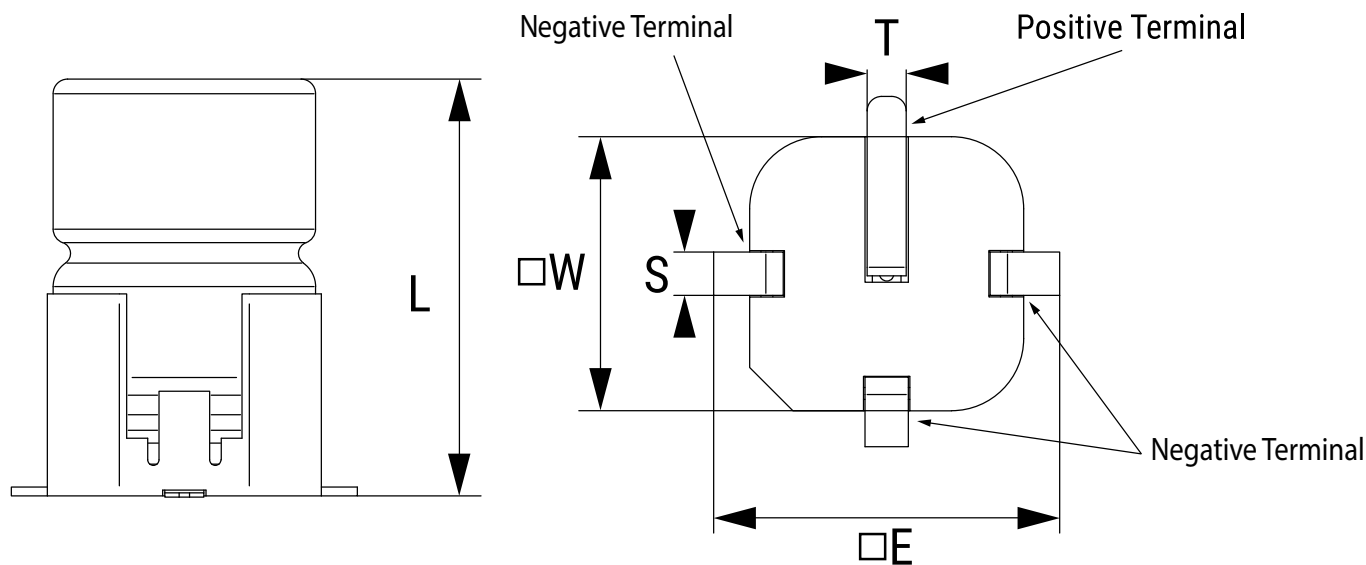 Negative Terminal
T
Positive Terminal
L
□W
S
Negative Terminal
□E